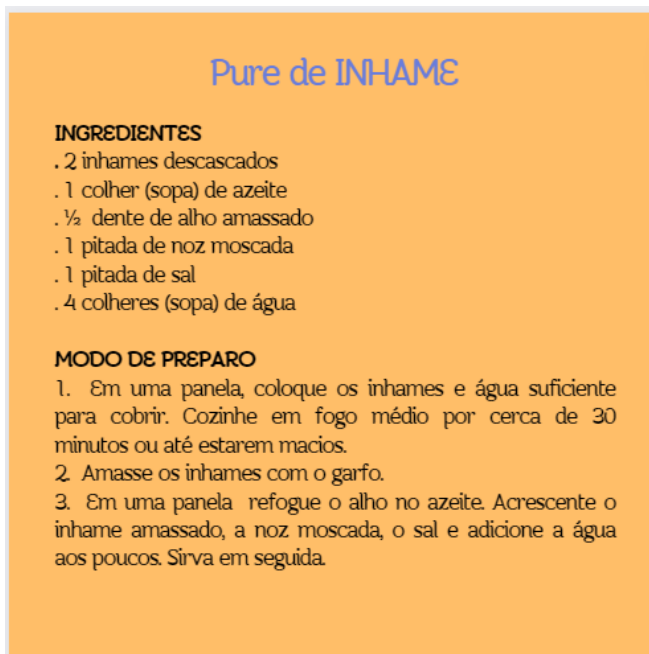 Pure de INHAME
INGREDIENTES
. 2 inhames descascados
. 1 colher (sopa) de azeite
. ½ dente de alho amassado
. 1 pitada de noz moscada
. 1 pitada de sal
. 4 colheres (sopa) de água
MODO DE PREPARO
1. Em uma panela, coloque os inhames e água suficiente
para cobrir. Cozinhe em fogo médio por cerca de 30
minutos ou até estarem macios.
2. Amasse os inhames com o garfo.
3. Em uma panela refogue o alho no azeite. Acrescente o
inhame amassado, a noz moscada, o sal e adicione a água
aos poucos. Sirva em seguida.